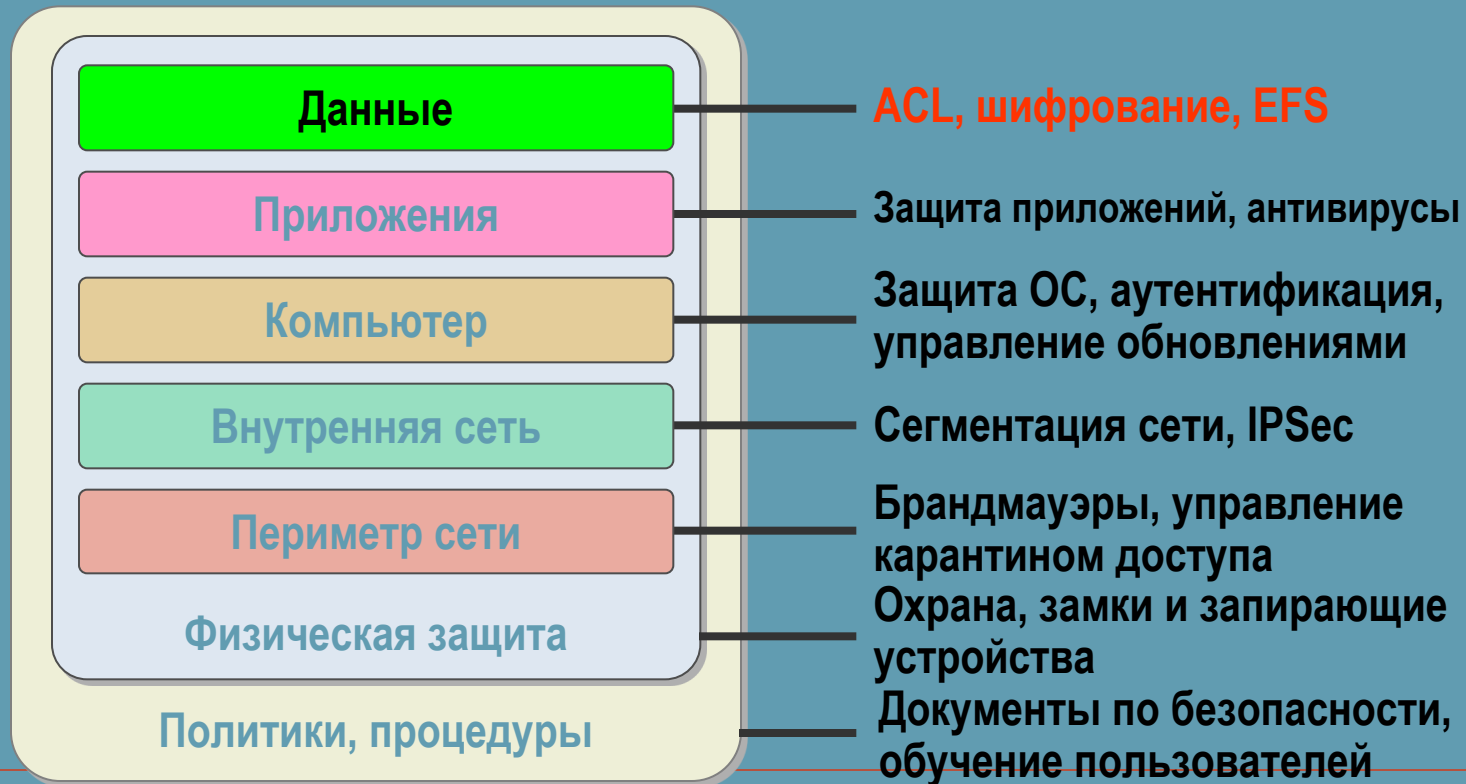 Данные
ACL, шифрование, EFS
Приложения
Защита приложений, антивирусы
Компьютер
Защита ОС, аутентификация,
управление обновлениями
Внутренняя сеть
Сегментация сети, IPSec
Периметр сети
Брандмауэры, управление
карантином доступа
Физическая защита
Охрана, замки и запирающие
устройства
Политики, процедуры
Документы по безопасности,
обучение пользователей